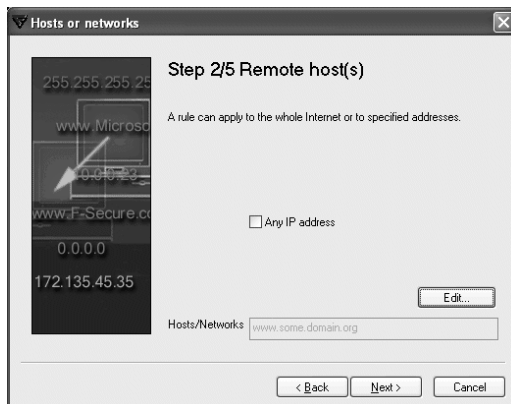 Hosts or networks
255.255.255.25
www.Microso
10.0.0.23
www.F-Secure.co
0.0.0.0
172.135.45.35
Step 2/5 Remote host(s)
A rule can apply to the whole Internet or to specified addresses.
Any IP address
Edit...
Hosts/Networks
www.some.domain.org
< Back
Next >
Cancel